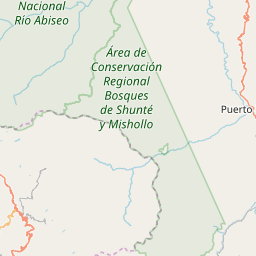 Nacional
Río Abiseo
Área de
Conservación
Regional
Bosques
de Shunté
y Mishollo
Puerto